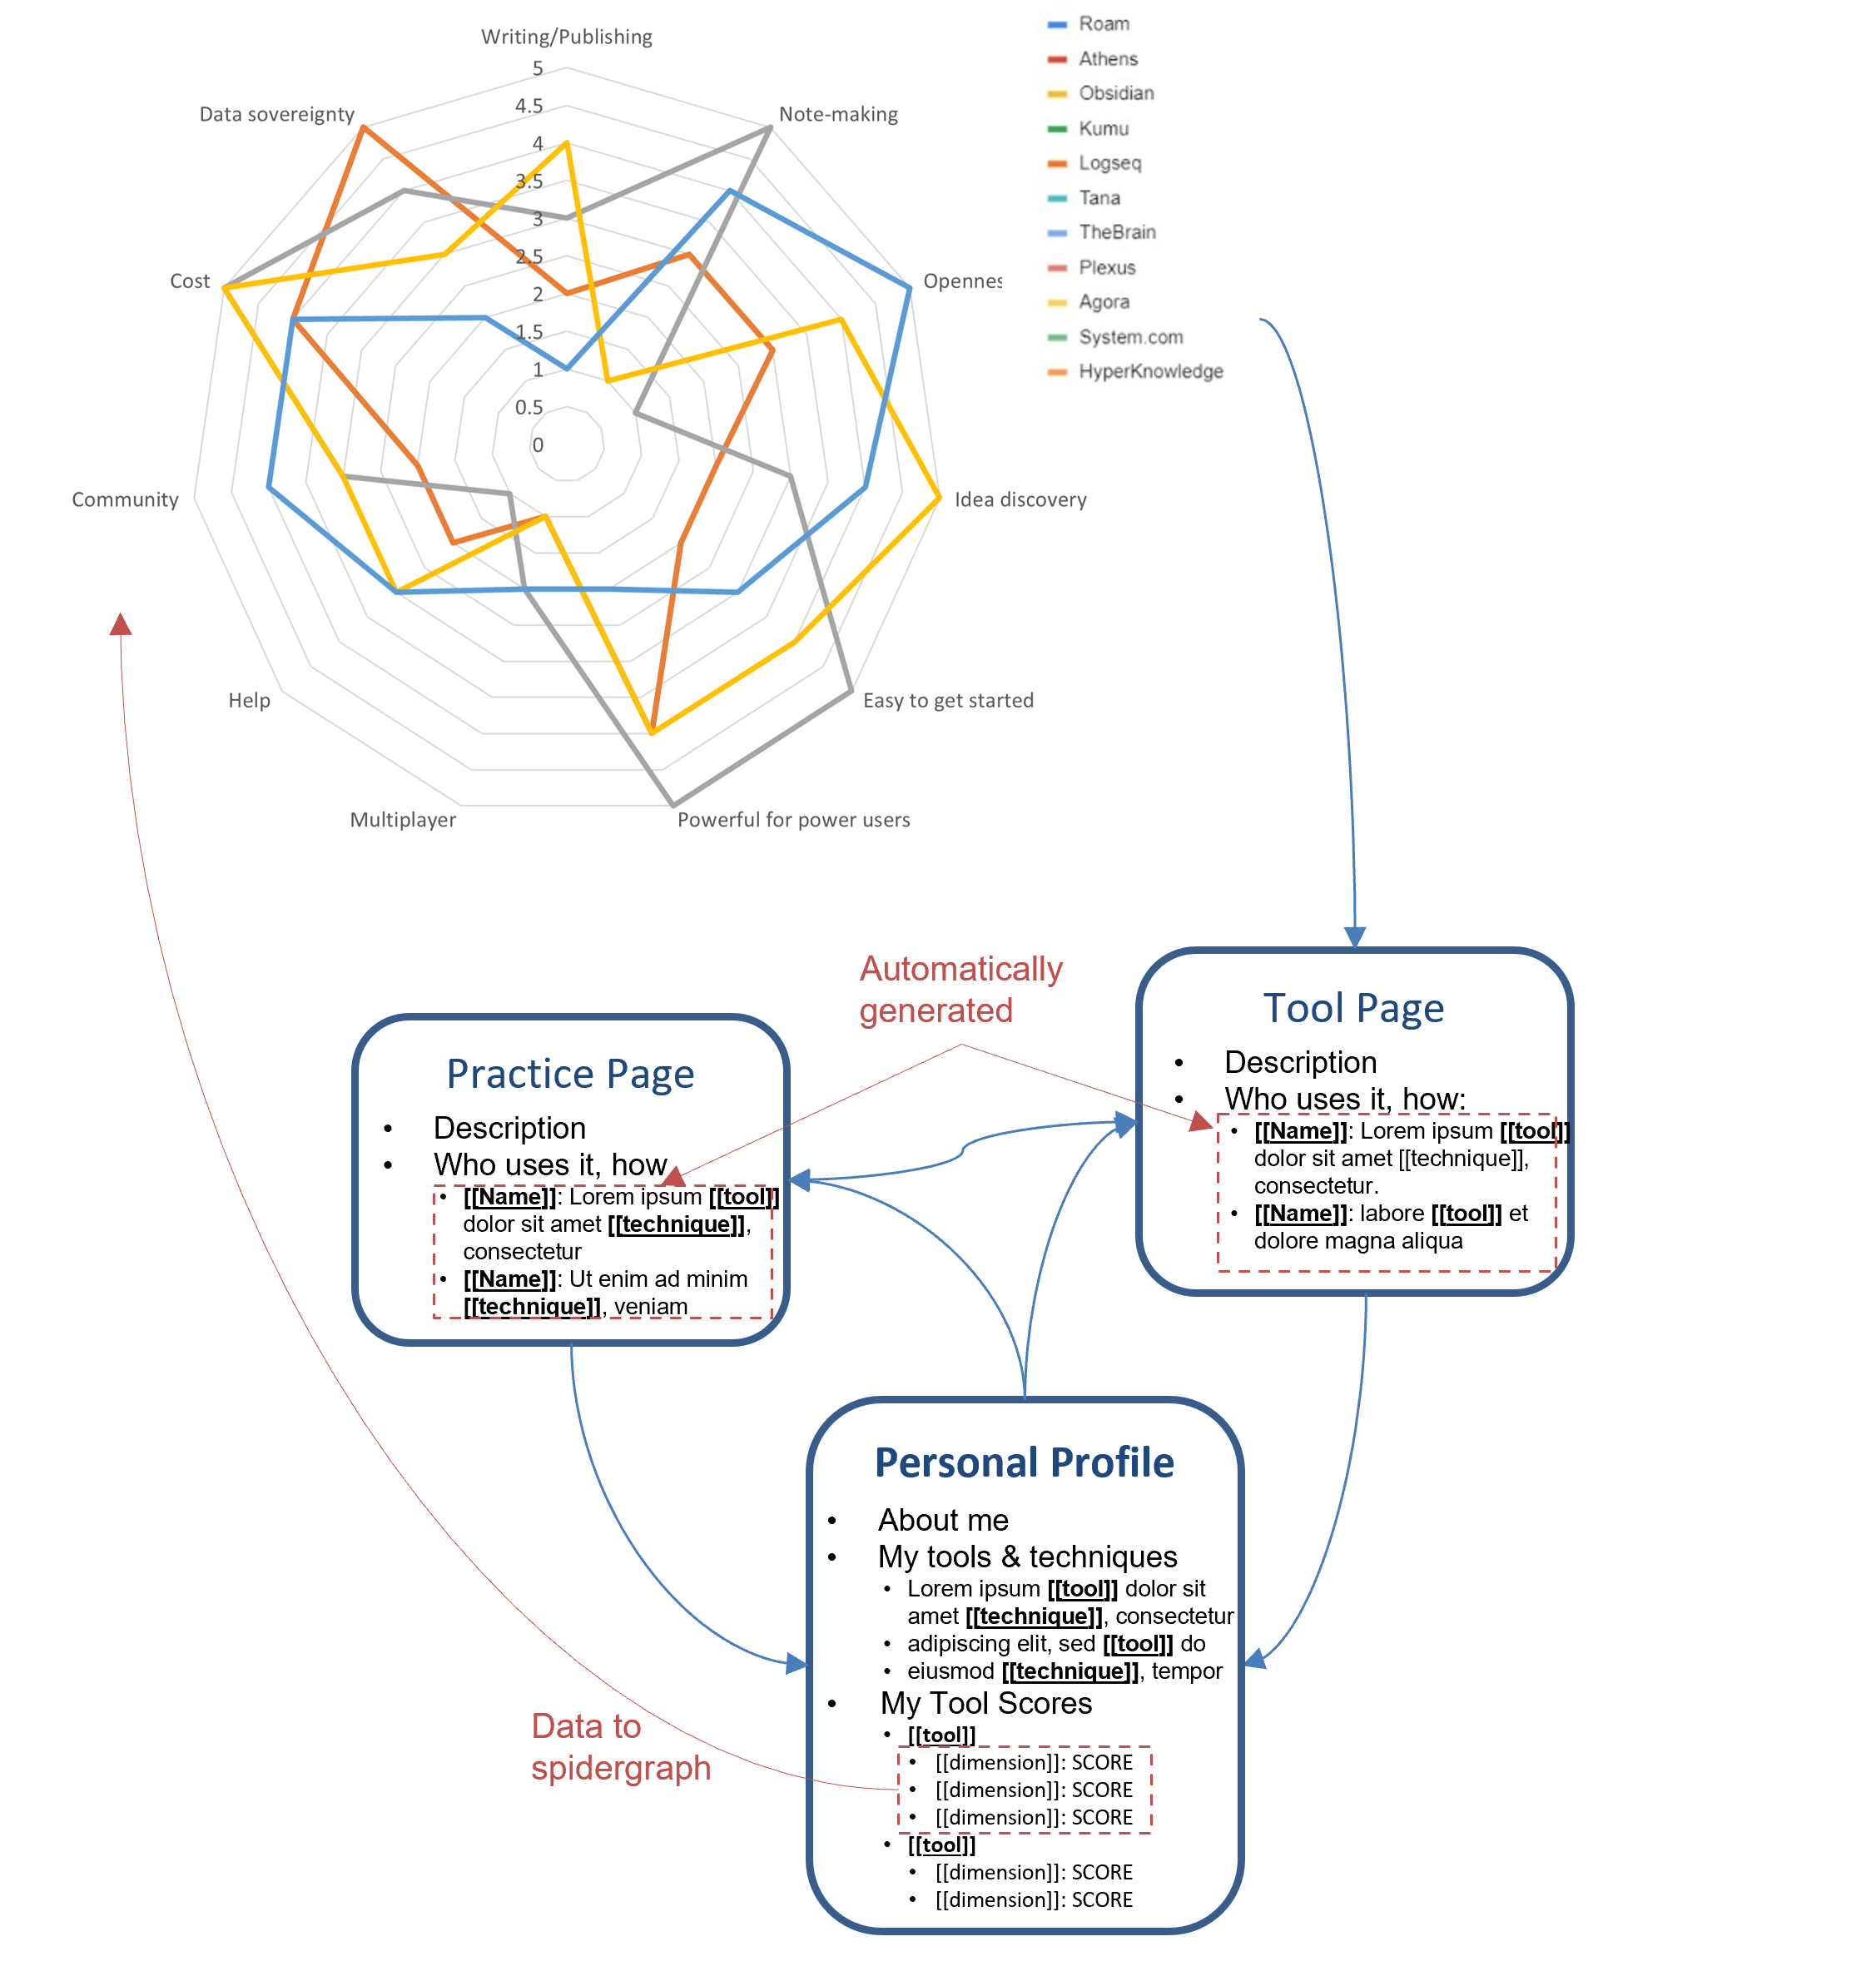 Writing/Publishing
5
4.5
4
3.5
3
2.5
2
1.5
1
0.5
0
Note-making
Opennes
Idea discovery
Easy to get started
Powerful for power users
Multiplayer
Help
Community
Cost
Data sovereignty
Roam
Athens
Obsidian
Kumu
Logseq
Tana
TheBrain
Plexus
Agora
System.com
HyperKnowledge
Automatically
generated
Tool Page
• Description
• Who uses it, how:
• [[Name]]: Lorem ipsum [[tool]]
dolor sit amet [[technique]],
consectetur.
• [[Name]]: labore [[tool]] et
dolore magna aliqua
Practice Page
• Description
• Who uses it, how
• [[Name]]: Lorem ipsum [[tool]]
dolor sit amet [[technique]],
consectetur
• [[Name]]: Ut enim ad minim
[[technique]], veniam
Personal Profile
• About me
• My tools & techniques
• Lorem ipsum [[tool]] dolor sit
amet [[technique]], consectetur
• adipiscing elit, sed [[tool]] do
• eiusmod [[technique]], tempor
• My Tool Scores
• [[tool]]
• [[dimension]]: SCORE
• [[dimension]]: SCORE
• [[dimension]]: SCORE
• [[tool]]
• [[dimension]]: SCORE
• [[dimension]]: SCORE
Data to
spidergraph